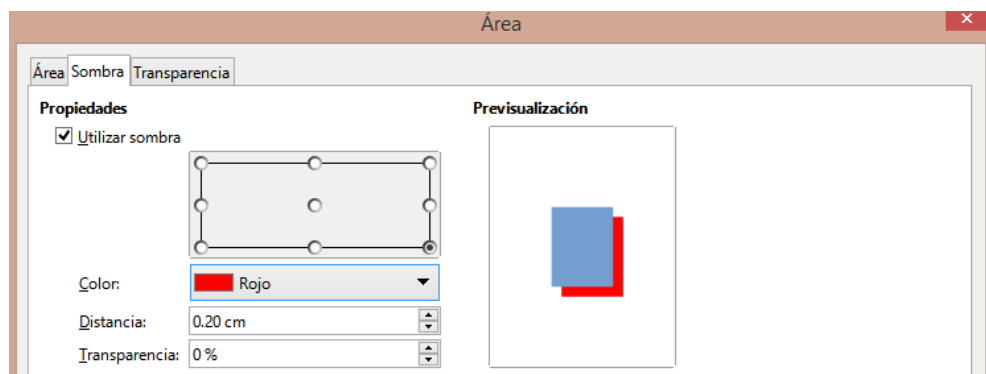 Área
Área Sombra Transparencia
Propiedades
Utilizar sombra
Color: Rojo
Distancia: 0.20 cm
Transparencia: 0 %
Previsualización